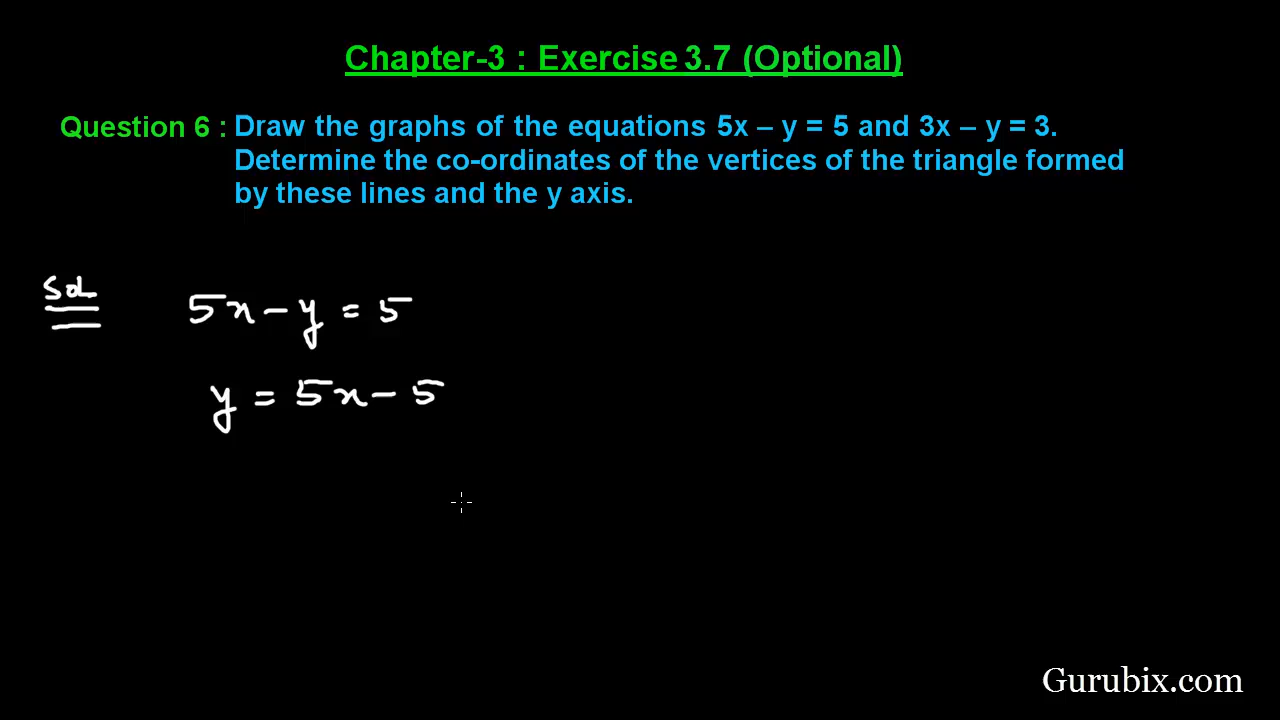 Chapter-3 : Exercise 3.7 (Optional)
Question 6 : Draw the graphs of the equations 5x – y = 5 and 3x – y = 3.
Determine the co-ordinates of the vertices of the triangle formed
by these lines and the y axis.
Sol 5x - y = 5
y = 5x - 5
Gurubix.com